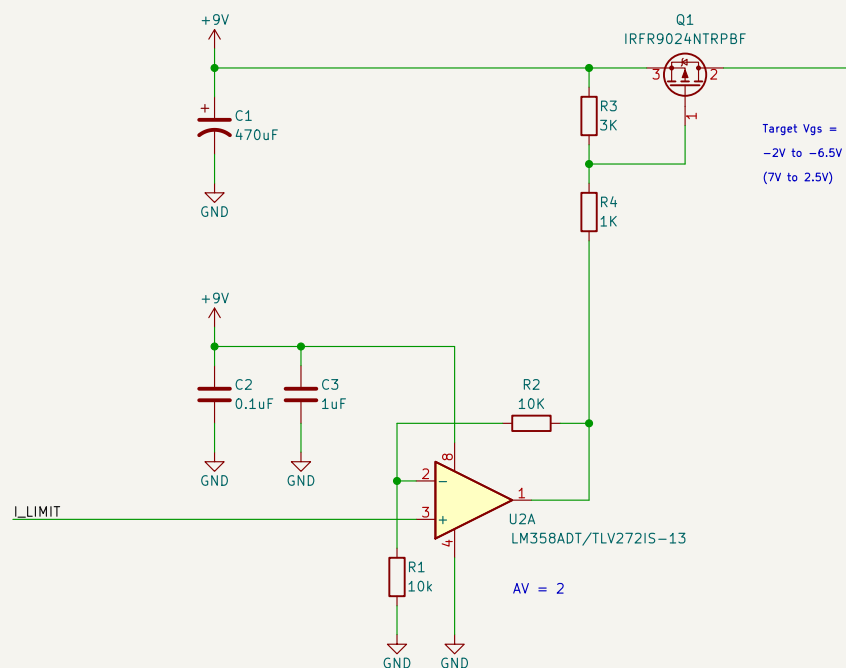 +9V
Q1
IRFR9024NTRPBF
3
2
1
+
C1
470uF
R3
3K
Target Vgs =
-2V to -6.5V
(7V to 2.5V)
GND
R4
1K
+9V
C2
0.1uF
C3
1uF
R2
10K
GND
GND
8
2
-
1
I_LIMIT
3
+
U2A
4
LM358ADT/TLV272IS-13
R1
10k
AV = 2
GND
GND